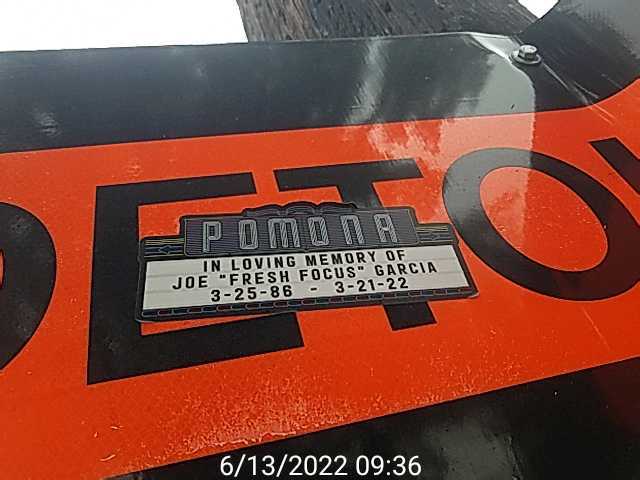 DETOU
POMONA
IN LOVING MEMORY OF
JOE "FRESH FOCUS" GARCIA
3-25-86 - 3-21-22
6/13/2022 09:36